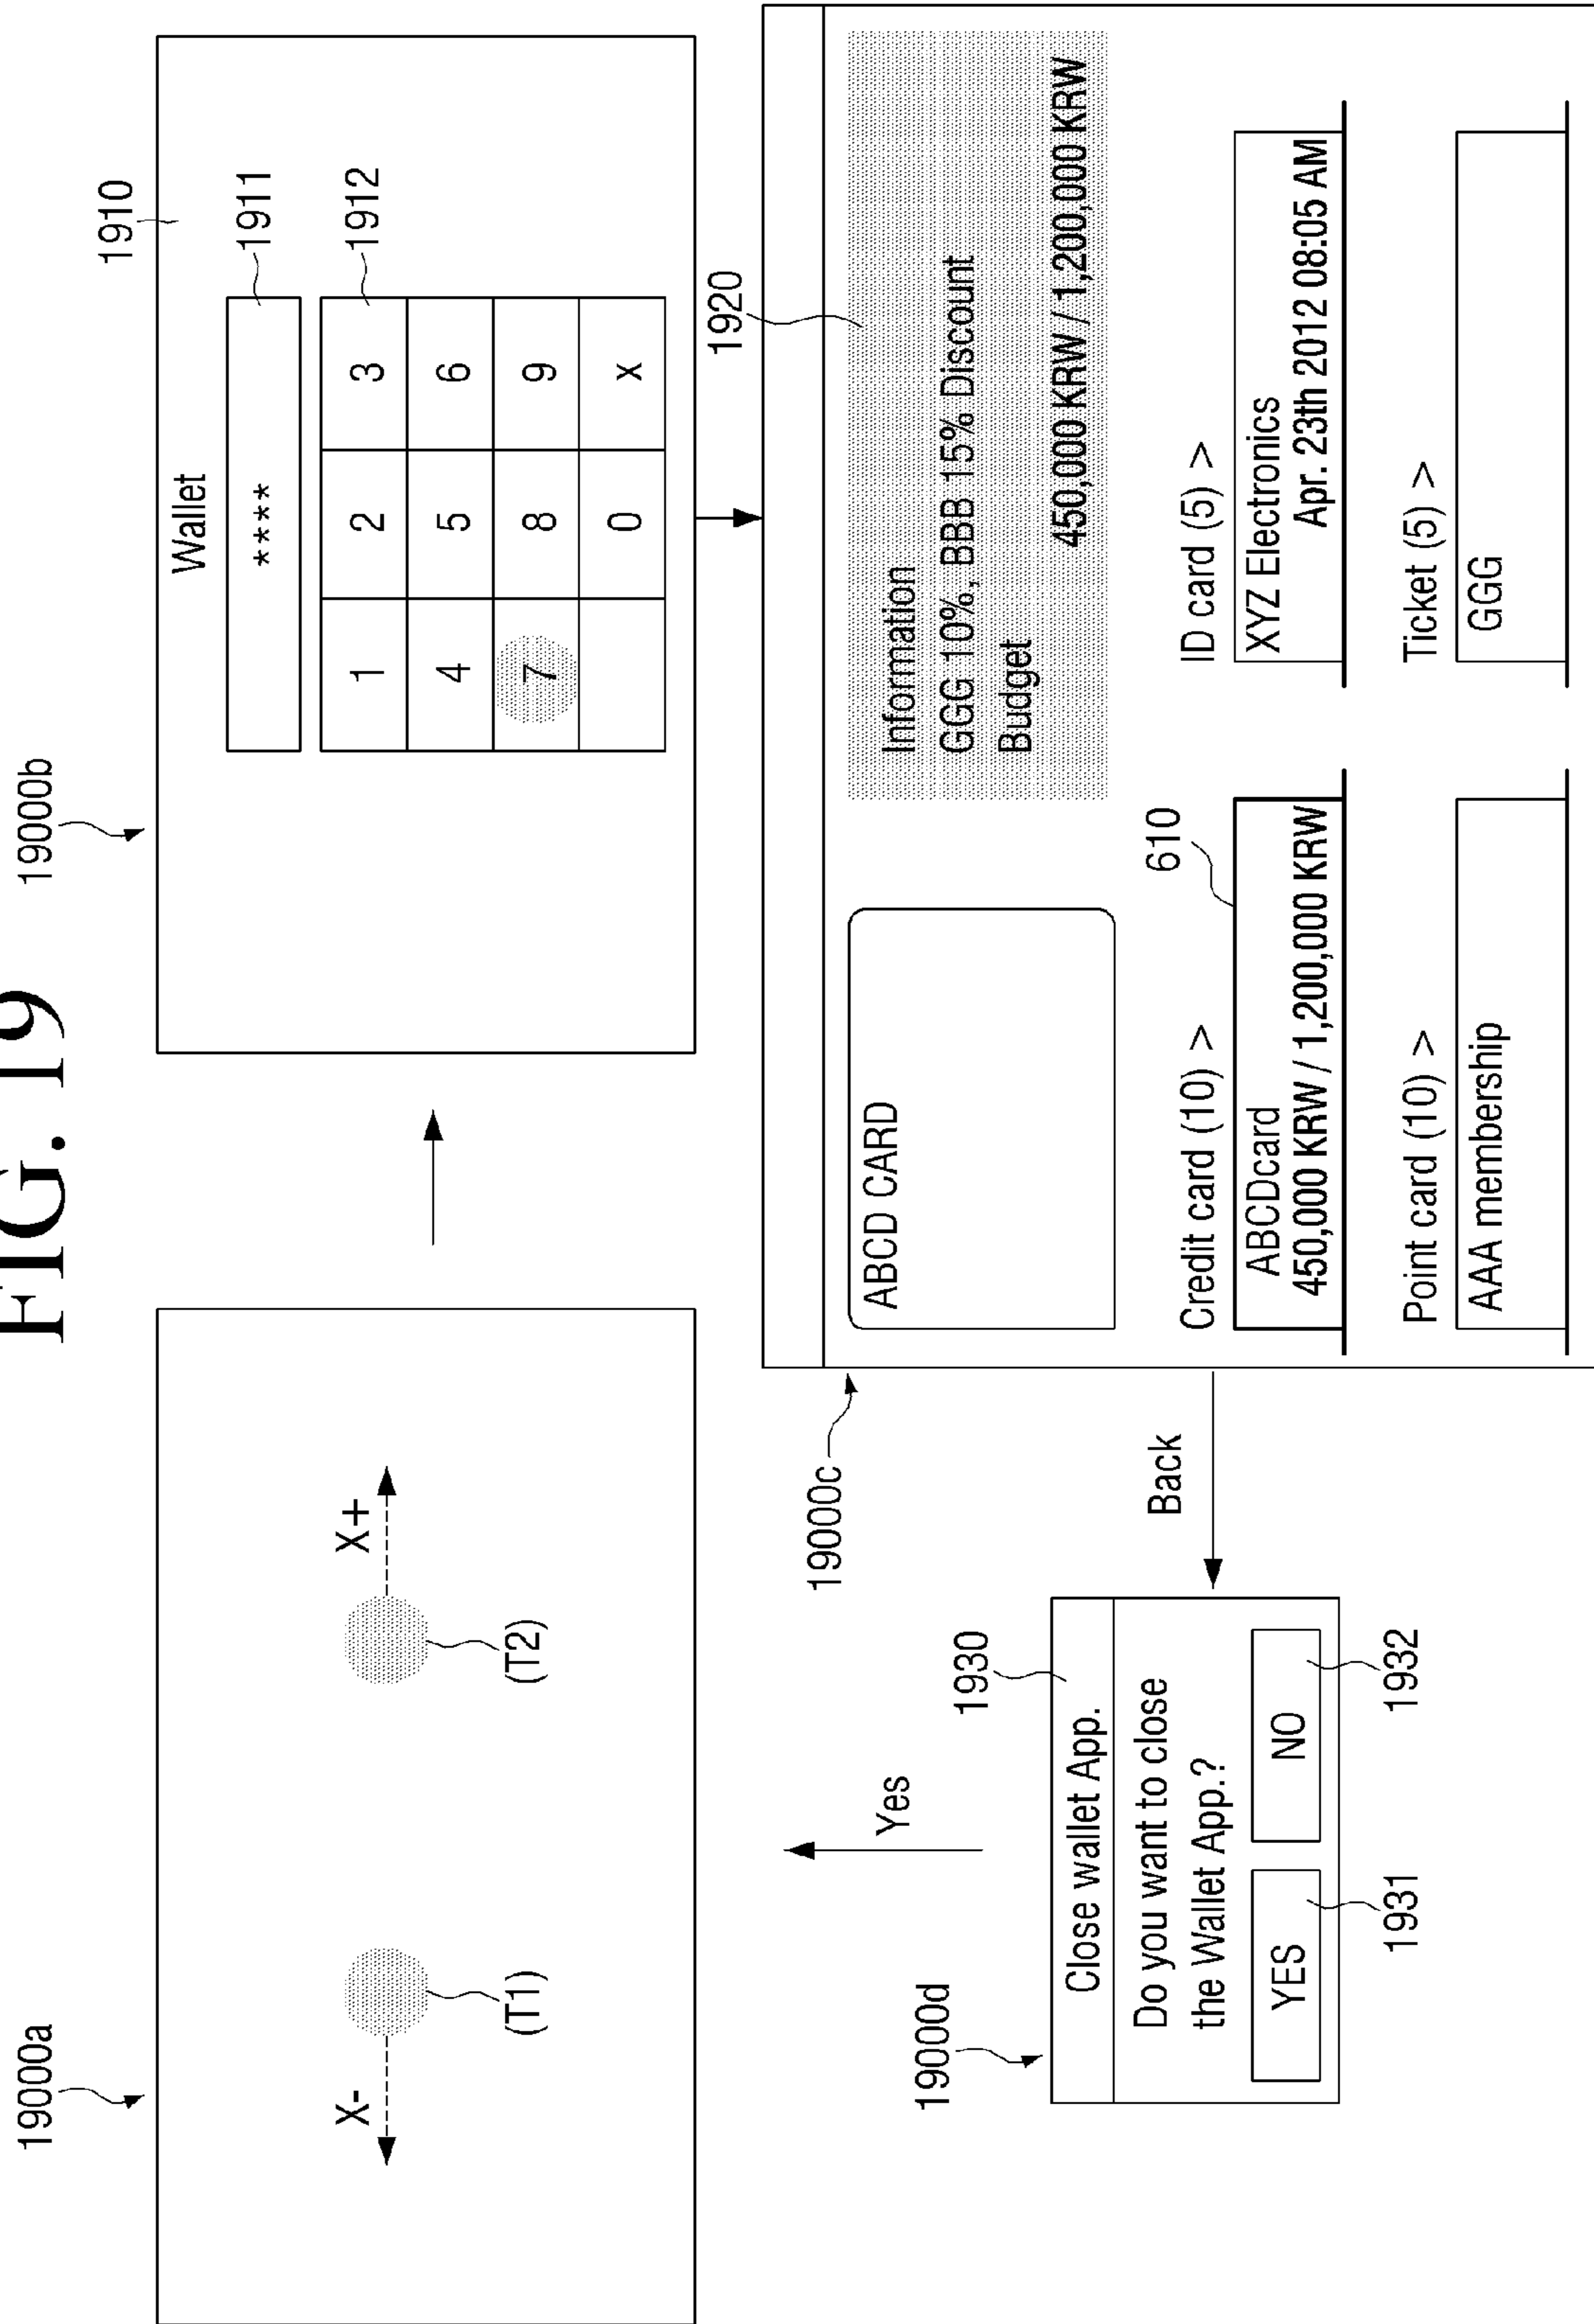 FIG. 19
19000a
X-
X+
(T1)
(T2)
19000b
1910
Wallet
****
1911
1 2 3
1912
4 5 6
7 8 9
0 x
19000c
1920
ABCD CARD
Information
GGG 10%, BBB 15% Discount
Budget
450,000 KRW / 1,200,000 KRW
610
Credit card (10) >
ABCDcard
450,000 KRW / 1,200,000 KRW
ID card (5) >
XYZ Electronics
Apr. 23th 2012 08:05 AM
Point card (10) >
AAA membership
Ticket (5) >
GGG
Back
Yes
19000d
1930
Close wallet App.
Do you want to close
the Wallet App.?
YES
NO
1931
1932